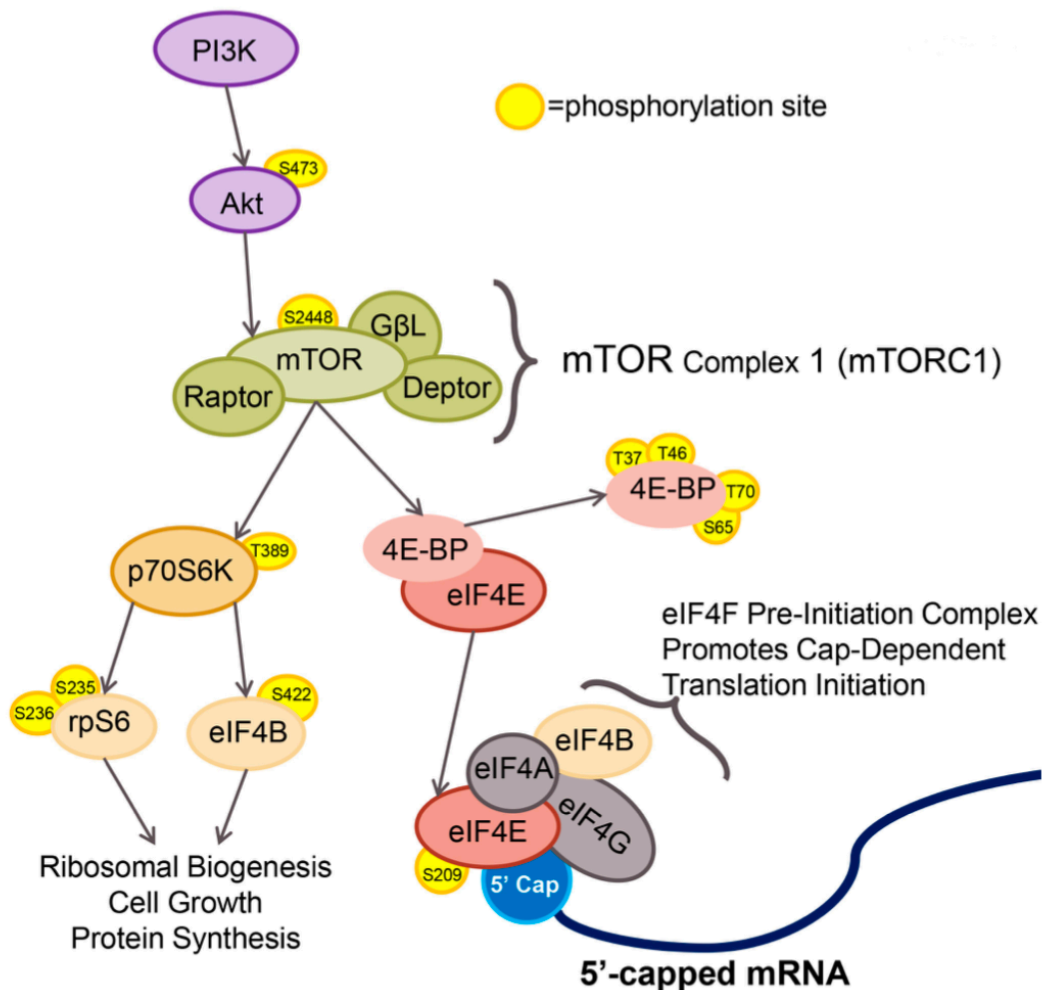 PI3K
=phosphorylation site
S473
Akt
S2448
GβL
mTOR
Raptor
Deptor
mTOR Complex 1 (mTORC1)
T37
T46
4E-BP
T70
S65
T389
p70S6K
4E-BP
eIF4E
eIF4F Pre-Initiation Complex
Promotes Cap-Dependent
Translation Initiation
S235
S236
rpS6
S422
eIF4B
eIF4B
eIF4A
eIF4G
eIF4E
S209
5' Cap
Ribosomal Biogenesis
Cell Growth
Protein Synthesis
5’-capped mRNA